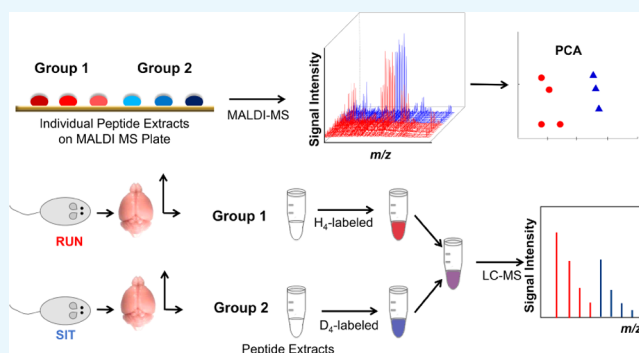 Group 1
Group 2
Individual Peptide Extracts
on MALDI MS Plate
MALDI-MS
Signal Intensity
m/z
PCA
RUN
Group 1
H4-labeled
SIT
Group 2
D4-labeled
Peptide Extracts
LC-MS
Signal Intensity
m/z